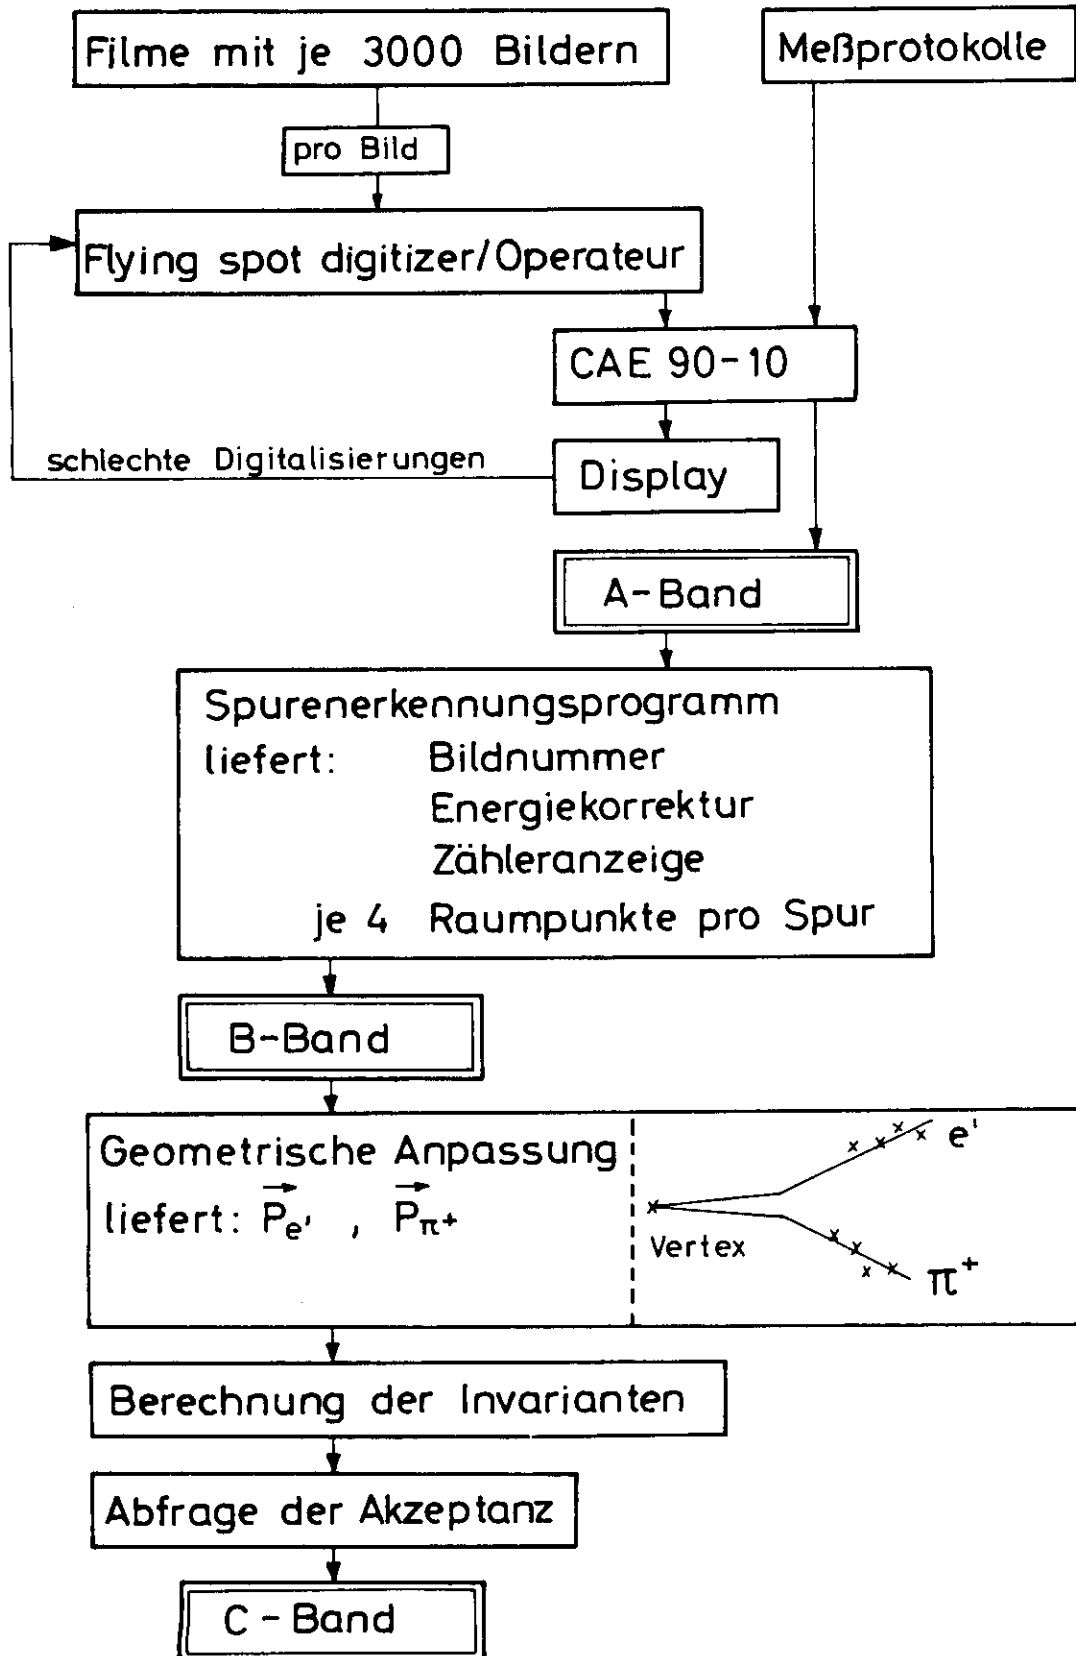 Filme mit je 3000 Bildern
Meßprotokolle
pro Bild
Flying spot digitizer/Operateur
CAE 90-10
schlechte Digitalisierungen
Display
A-Band
Spurenerkennungsprogramm
liefert: Bildnummer
Energiekorrektur
Zähleranzeige
je 4 Raumpunkte pro Spur
B-Band
Geometrische Anpassung
liefert: P⃗e' , P⃗π+
e'
Vertex
π+
Berechnung der Invarianten
Abfrage der Akzeptanz
C-Band